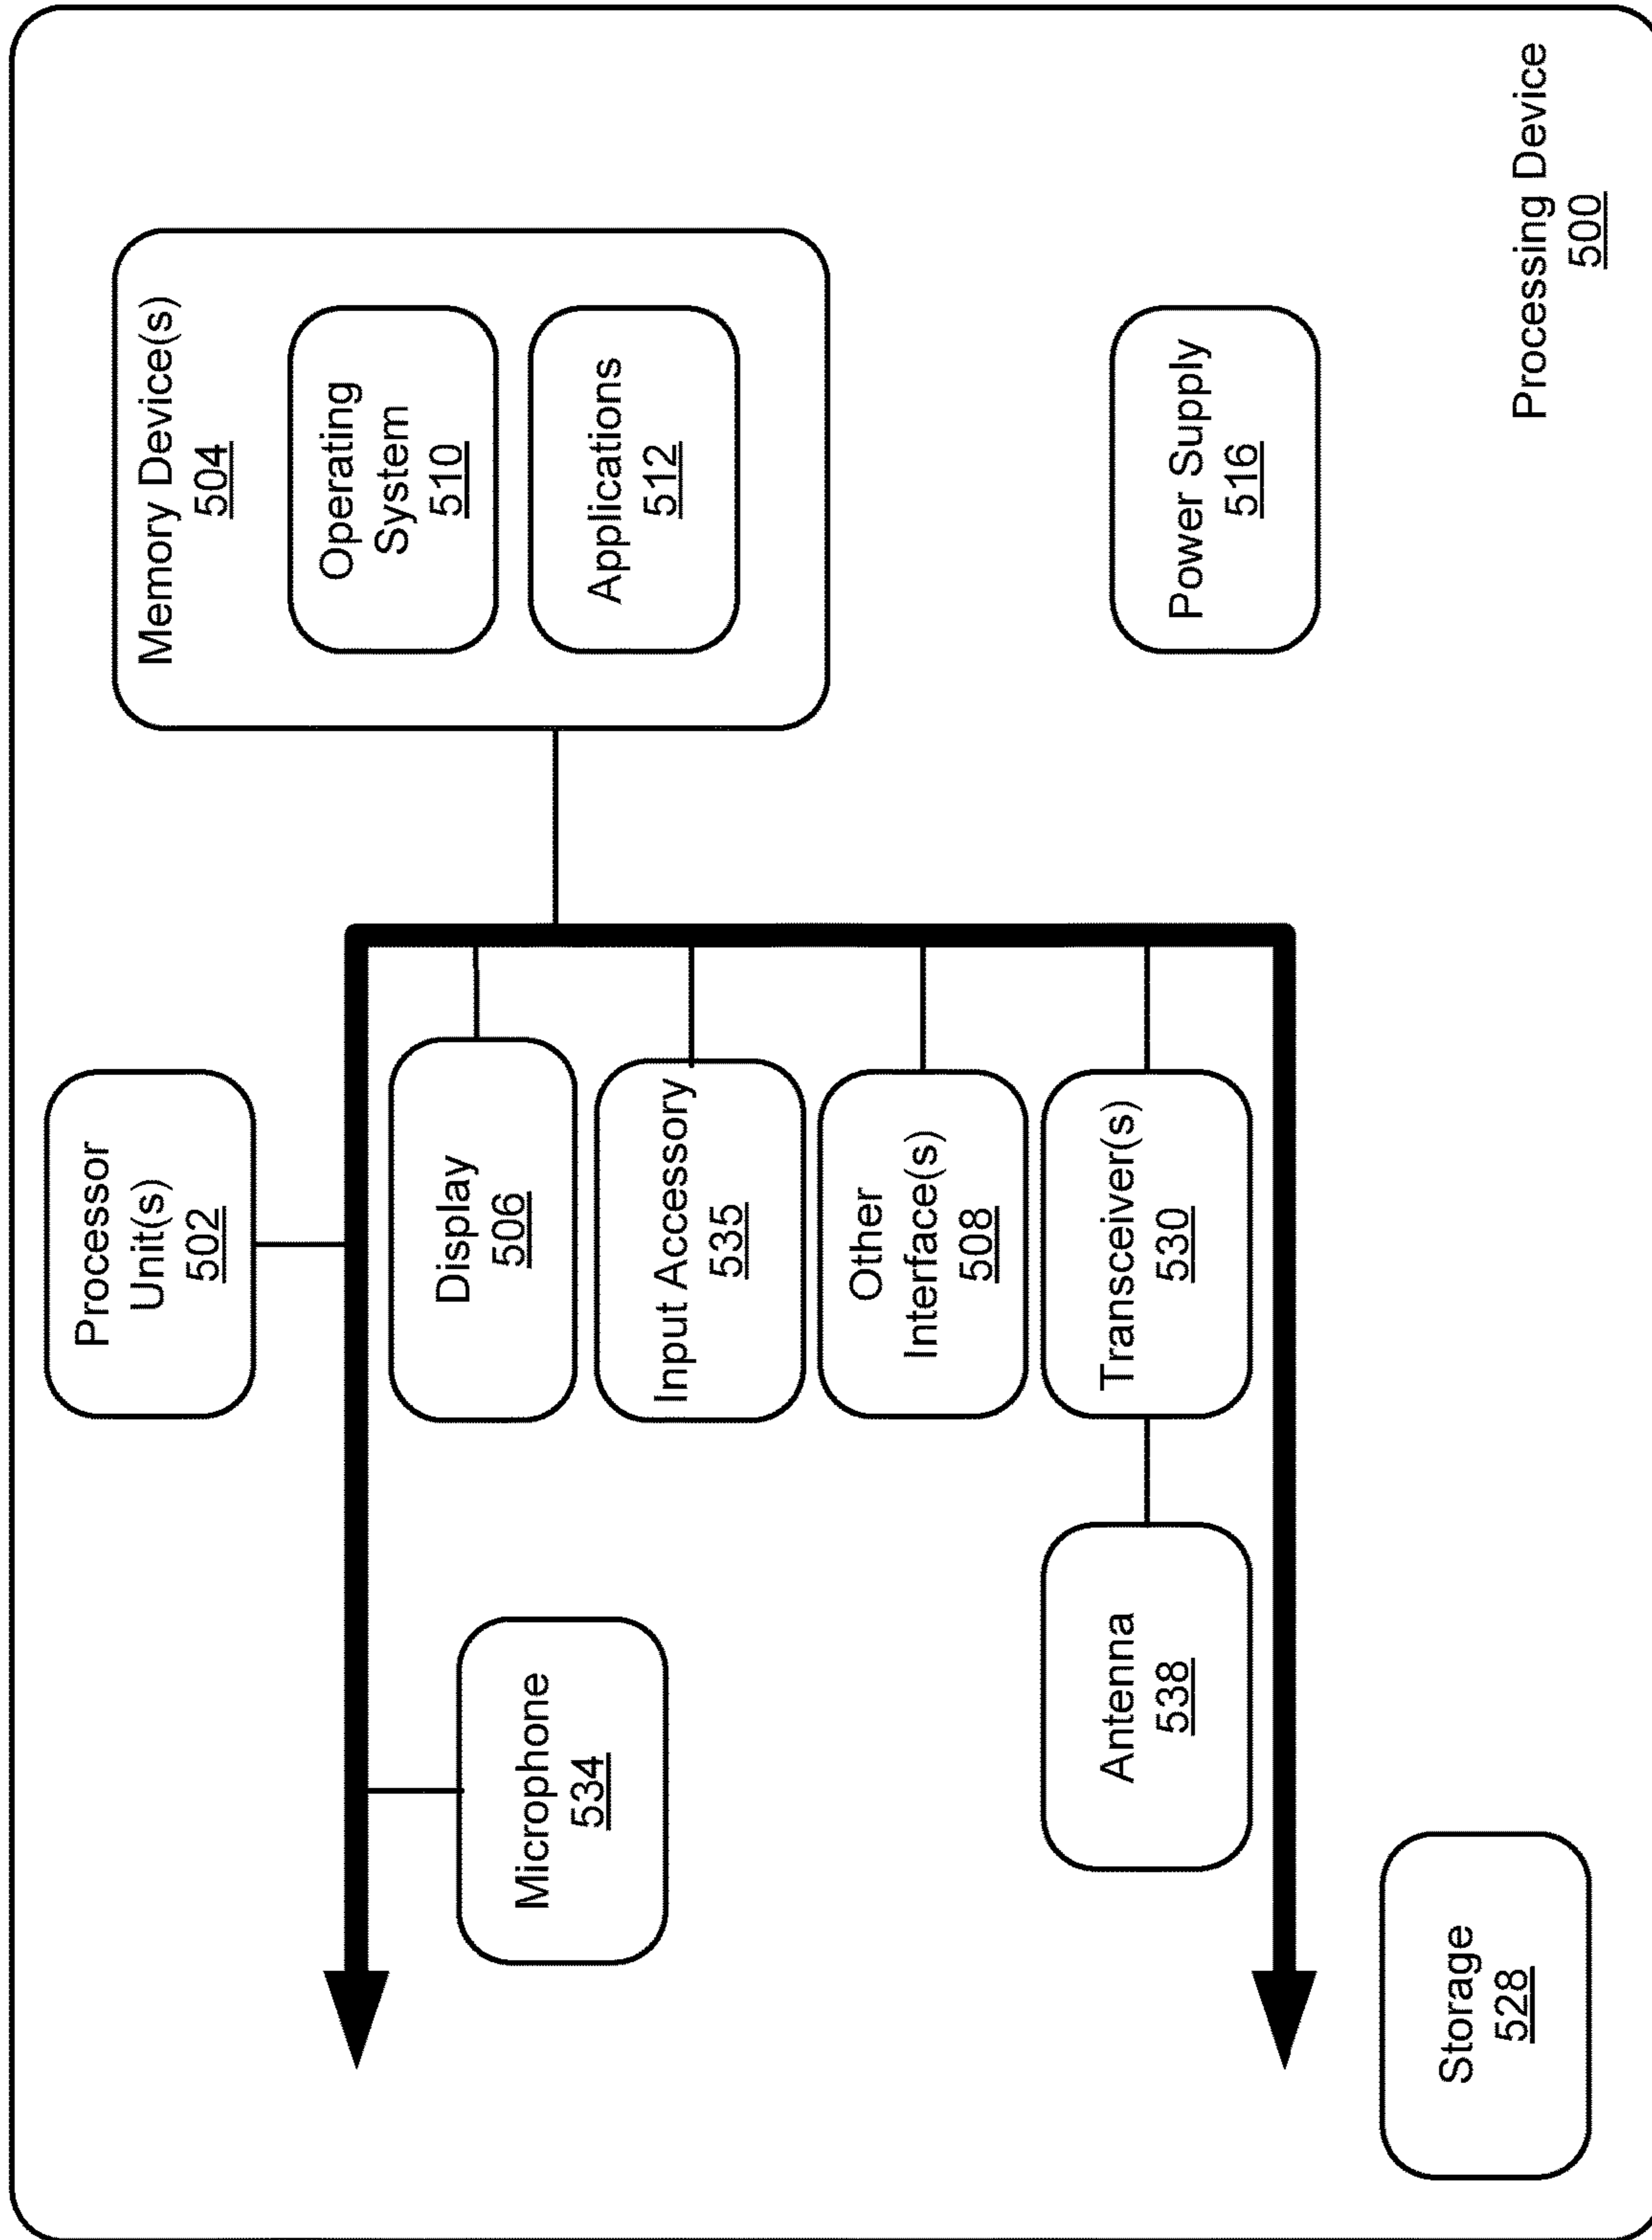 Processor
Unit(s)
502
Memory Device(s)
504
Operating
System
510
Applications
512
Display
506
Microphone
534
Input Accessory
535
Other
Interface(s)
508
Antenna
538
Transceiver(s)
530
Power Supply
516
Storage
528
Processing Device
500